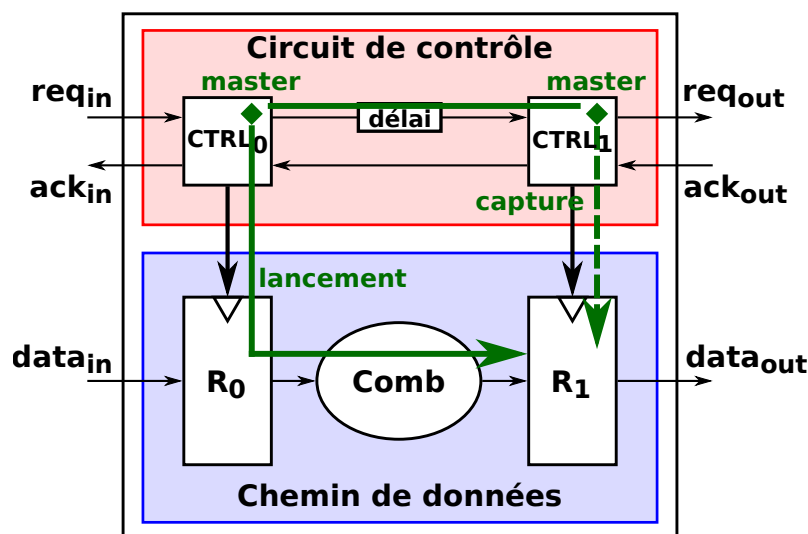 Circuit de contrôle
master
master
req_in
req_out
délai
CTRL_0
CTRL_1
ack_in
ack_out
capture
lancement
data_in
data_out
R_0
Comb
R_1
Chemin de données